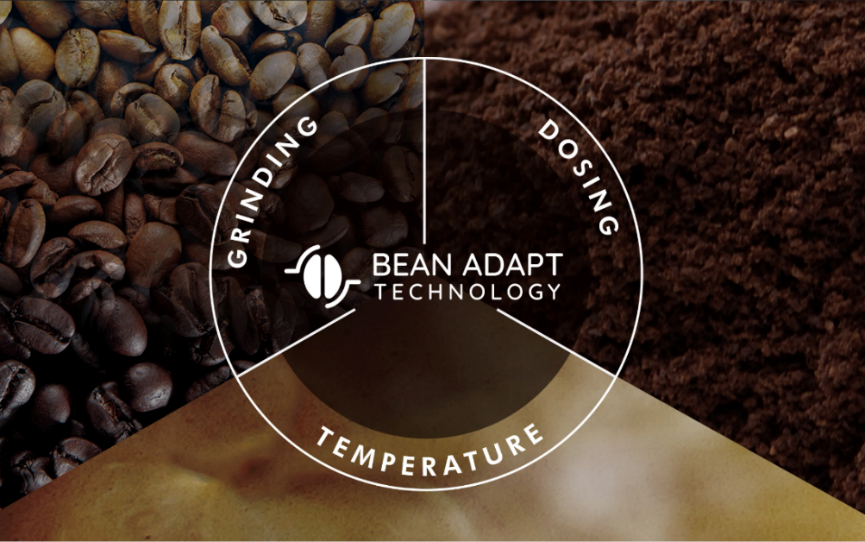 GRINDING
DOSING
BEAN ADAPT
TECHNOLOGY
TEMPERATURE